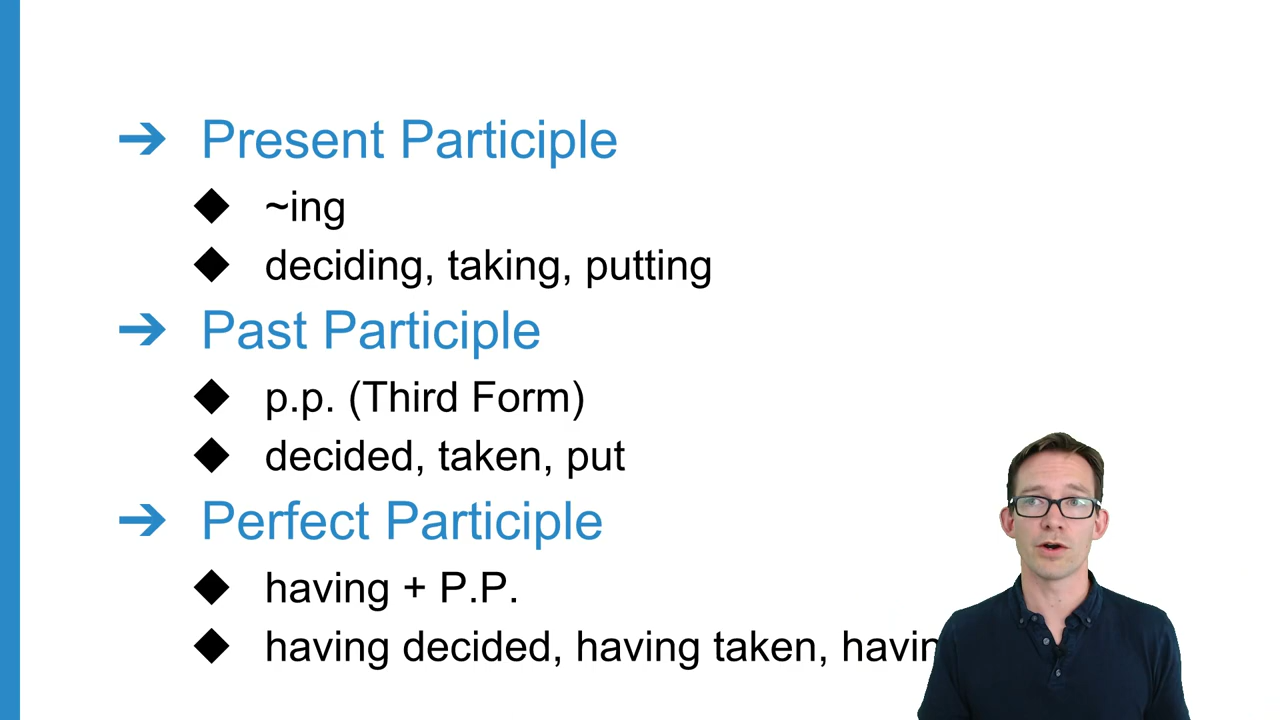 Present Participle
~ing
deciding, taking, putting
Past Participle
p.p. (Third Form)
decided, taken, put
Perfect Participle
having + P.P.
having decided, having taken,